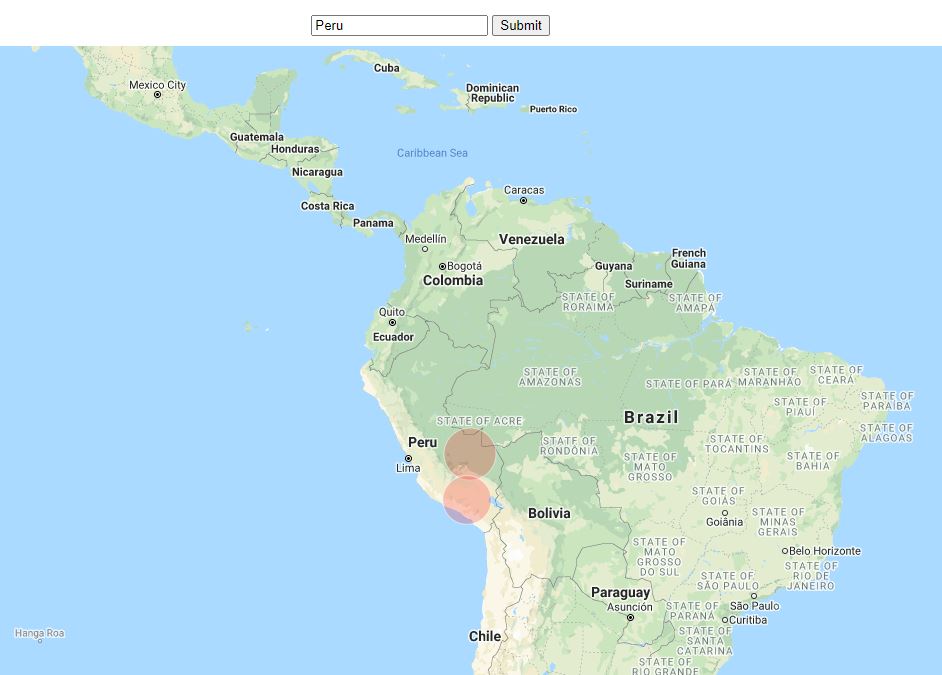 Peru
Submit
Cuba
Mexico City
Dominican
Republic
Puerto Rico
Guatemala
Honduras
Caribbean Sea
Nicaragua
Caracas
Costa Rica
Panama
Medellín
Venezuela
French
Guiana
Bogotá
Guyana
Colombia
Suriname
STATE OF
RORAIMA
STATE OF
AMAPÁ
Quito
Ecuador
STATE OF
AMAZONAS
STATE OF PARÁ
STATE OF
MARANHÃO
STATE OF
CEARÁ
STATE OF
PIAUÍ
STATE OF
PARAÍBA
STATE OF ACRE
Brazil
STATE OF
ALAGOAS
Peru
STATE OF
RONDÔNIA
STATE OF
TOCANTINS
Lima
STATE OF
MATO
GROSSO
STATE OF
BAHIA
STATE OF
GOIÁS
Bolivia
Goiânia
STATE OF
MINAS
GERAIS
STATE OF
MATO
GROSSO
DO SUL
Belo Horizonte
STATE OF
RIO DE
JANEIRO
STATE OF
SÃO PAULO
Paraguay
Asunción
São Paulo
STATE OF
PARANÁ
Curitiba
Hanga Roa
Chile
STATE OF
SANTA
CATARINA
STATE OF
RIO GRANDE